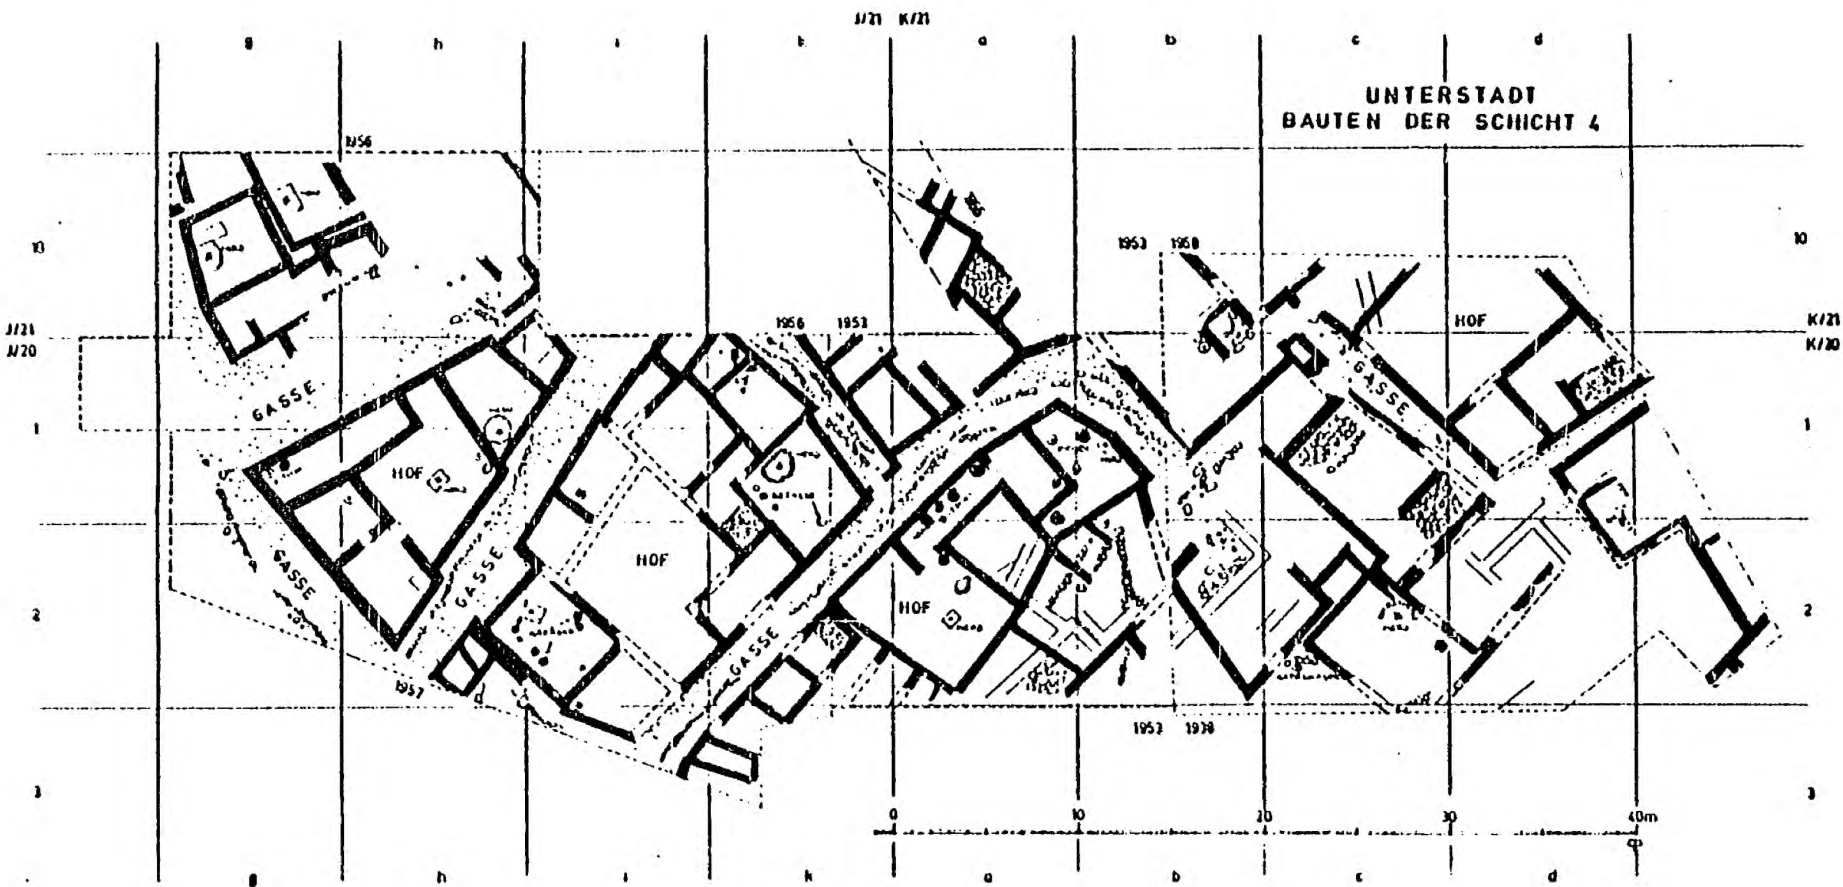 J/21 K/21
g h i k a b c d
UNTERSTADT
BAUTEN DER SCHICHT 4
1956
10
1953 1958
10
J/21
J/20
1956 1953
HOF
K/21
K/20
GASSE
GASSE
1
1
HOF
GASSE
GASSE
HOF
HOF
2
GASSE
2
1957
1953 1938
3
3
0 10 20 30 40m
g h i k a b c d